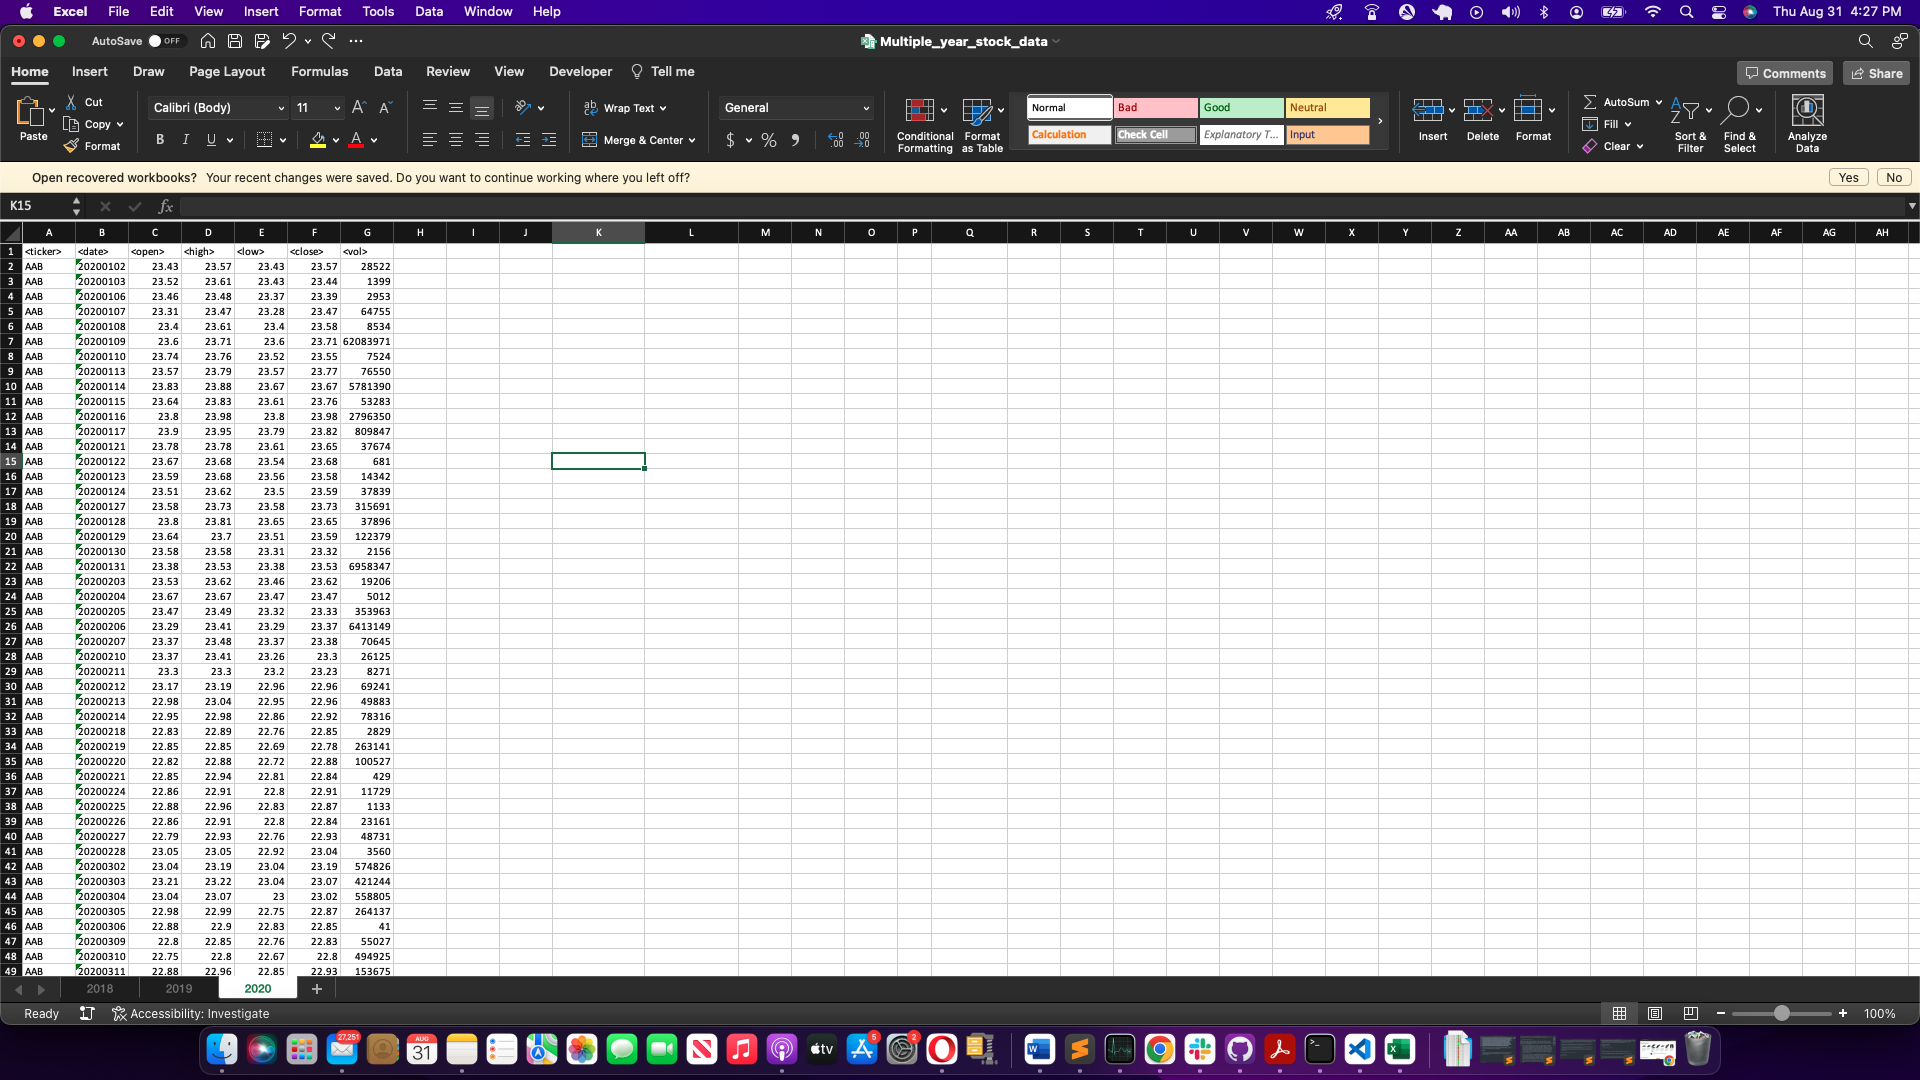 Excel File Edit View Insert Format Tools Data Window Help Thu Aug 31 4:27 PM
AutoSave OFF Multiple_year_stock_data
Home Insert Draw Page Layout Formulas Data Review View Developer Tell me Comments Share
Paste Cut Copy Format
Calibri (Body) 11 A A
B I U A
ab Wrap Text
Merge & Center
General
$ %
Conditional Formatting Format as Table
Normal Bad Good Neutral
Calculation Check Cell Explanatory T... Input
Insert Delete Format
AutoSum Fill Clear
Sort & Filter Find & Select Analyze Data
Open recovered workbooks? Your recent changes were saved. Do you want to continue working where you left off? Yes No
K15 fx
A B C D E F G H I J K L M N O P Q R S T U V W X Y Z AA AB AC AD AE AF AG AH
1 <ticker> <date> <open> <high> <low> <close> <vol>
2 AAB 20200102 23.43 23.57 23.43 23.57 28522
3 AAB 20200103 23.52 23.61 23.43 23.44 1399
4 AAB 20200106 23.46 23.48 23.37 23.39 2953
5 AAB 20200107 23.31 23.47 23.28 23.47 64755
6 AAB 20200108 23.4 23.61 23.4 23.58 8534
7 AAB 20200109 23.6 23.71 23.6 23.71 62083971
8 AAB 20200110 23.74 23.76 23.52 23.55 7524
9 AAB 20200113 23.57 23.79 23.57 23.77 76550
10 AAB 20200114 23.83 23.88 23.67 23.67 5781390
11 AAB 20200115 23.64 23.83 23.61 23.76 53283
12 AAB 20200116 23.8 23.98 23.8 23.98 2796350
13 AAB 20200117 23.9 23.95 23.79 23.82 809847
14 AAB 20200121 23.78 23.78 23.61 23.65 37674
15 AAB 20200122 23.67 23.68 23.54 23.68 681
16 AAB 20200123 23.59 23.68 23.56 23.58 14342
17 AAB 20200124 23.51 23.62 23.5 23.59 37839
18 AAB 20200127 23.58 23.73 23.58 23.73 315691
19 AAB 20200128 23.8 23.81 23.65 23.65 37896
20 AAB 20200129 23.64 23.7 23.51 23.59 122379
21 AAB 20200130 23.58 23.58 23.31 23.32 2156
22 AAB 20200131 23.38 23.53 23.38 23.53 6958347
23 AAB 20200203 23.53 23.62 23.46 23.62 19206
24 AAB 20200204 23.67 23.67 23.47 23.47 5012
25 AAB 20200205 23.47 23.49 23.32 23.33 353963
26 AAB 20200206 23.29 23.41 23.29 23.37 6413149
27 AAB 20200207 23.37 23.48 23.37 23.38 70645
28 AAB 20200210 23.37 23.41 23.26 23.3 26125
29 AAB 20200211 23.3 23.3 23.2 23.23 8271
30 AAB 20200212 23.17 23.19 22.96 22.96 69241
31 AAB 20200213 22.98 23.04 22.95 22.96 49883
32 AAB 20200214 22.95 22.98 22.86 22.92 78316
33 AAB 20200218 22.83 22.89 22.76 22.85 2829
34 AAB 20200219 22.85 22.85 22.69 22.78 263141
35 AAB 20200220 22.82 22.88 22.72 22.88 100527
36 AAB 20200221 22.85 22.94 22.81 22.84 429
37 AAB 20200224 22.86 22.91 22.8 22.91 11729
38 AAB 20200225 22.88 22.96 22.83 22.87 1133
39 AAB 20200226 22.86 22.91 22.8 22.84 23161
40 AAB 20200227 22.79 22.93 22.76 22.93 48731
41 AAB 20200228 23.05 23.05 22.92 23.04 3560
42 AAB 20200302 23.04 23.19 23.04 23.19 574826
43 AAB 20200303 23.21 23.22 23.04 23.07 421244
44 AAB 20200304 23.04 23.07 23 23.02 558805
45 AAB 20200305 22.98 22.99 22.75 22.87 264137
46 AAB 20200306 22.88 22.9 22.83 22.85 41
47 AAB 20200309 22.8 22.85 22.76 22.83 55027
48 AAB 20200310 22.75 22.8 22.67 22.8 494925
49 AAB 20200311 22.88 22.96 22.85 22.93 153675
2018 2019 2020 +
Ready Accessibility: Investigate 100%
27,251 AUG 31 tv 5 2